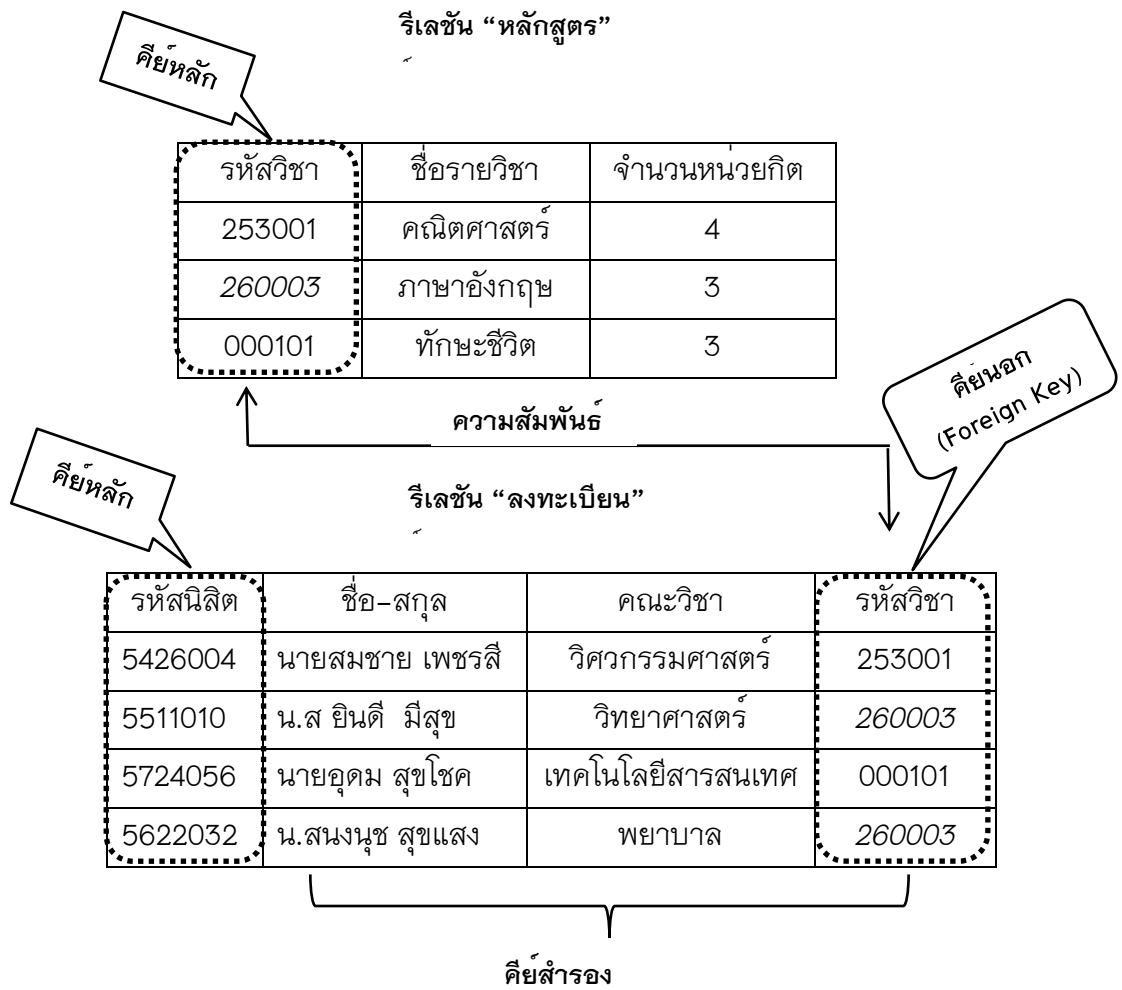 รีเลชัน “หลักสูตร”
คีย์หลัก
รหัสวิชา ชื่อรายวิชา จำนวนหน่วยกิต
253001 คณิตศาสตร์ 4
260003 ภาษาอังกฤษ 3
000101 ทักษะชีวิต 3
ความสัมพันธ์
คีย์นอก
(Foreign Key)
คีย์หลัก
รีเลชัน “ลงทะเบียน”
รหัสนิสิต ชื่อ-สกุล คณะวิชา รหัสวิชา
5426004 นายสมชาย เพชรสี วิศวกรรมศาสตร์ 253001
5511010 น.ส ยินดี มีสุข วิทยาศาสตร์ 260003
5724056 นายอุดม สุขโชค เทคโนโลยีสารสนเทศ 000101
5622032 น.สนงนุช สุขแสง พยาบาล 260003
คีย์สำรอง